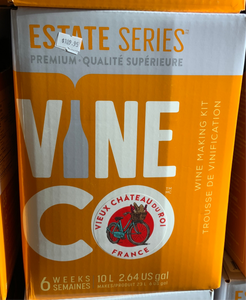 ESTATE SERIES
PREMIUM · QUALITÉ SUPÉRIEURE
VINE
CO
WINE MAKING KIT
TROUSSE DE VINIFICATION
VIEUX CHÂTEAU DU ROI
FRANCE
6 WEEKS
SEMAINES
10 L 2.64 US gal